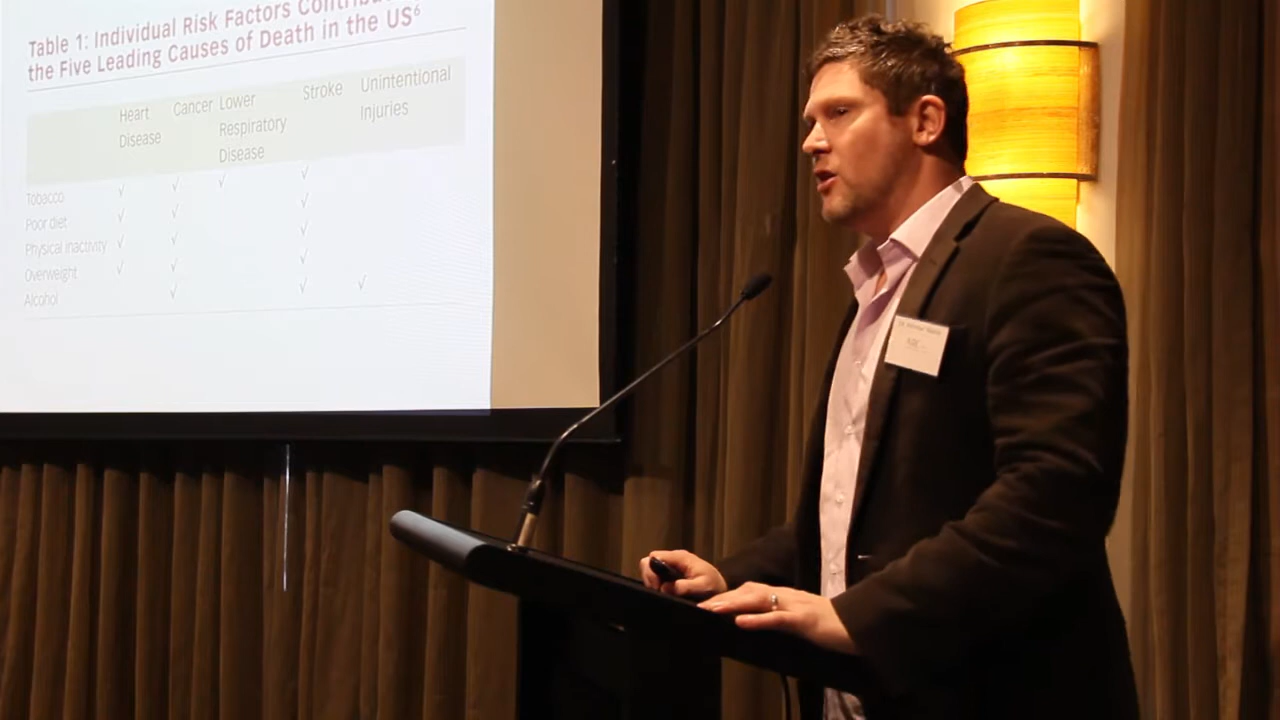 Table 1: Individual Risk Factors Contribu
the Five Leading Causes of Death in the US⁶
Heart Disease Cancer Lower Respiratory Disease Stroke Unintentional Injuries
Tobacco √ √ √ √
Poor diet √ √ √
Physical inactivity √ √ √
Overweight √ √ √
Alcohol √ √ √